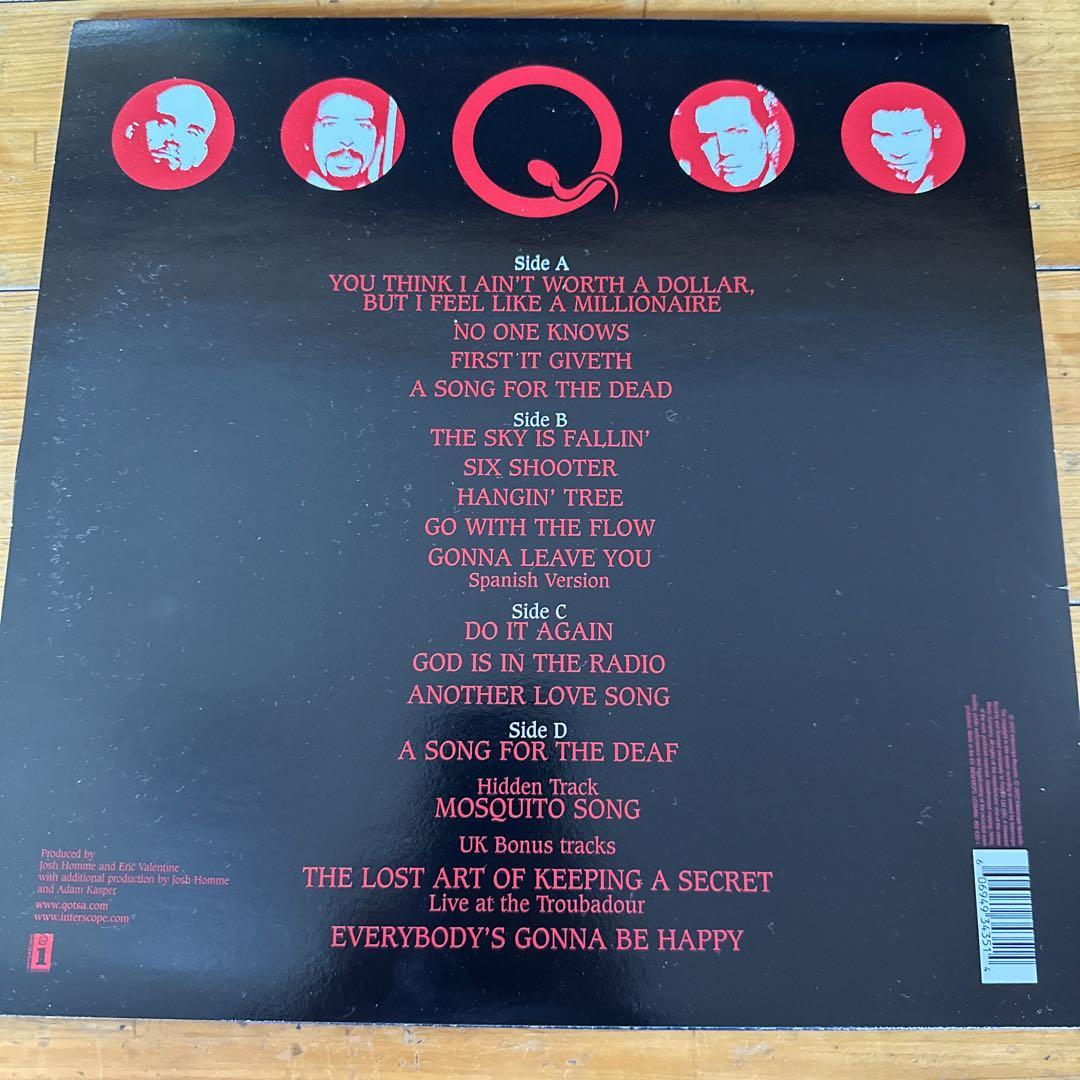 Side A
YOU THINK I AIN'T WORTH A DOLLAR,
BUT I FEEL LIKE A MILLIONAIRE
NO ONE KNOWS
FIRST IT GIVETH
A SONG FOR THE DEAD
Side B
THE SKY IS FALLIN'
SIX SHOOTER
HANGIN' TREE
GO WITH THE FLOW
GONNA LEAVE YOU
Spanish Version
Side C
DO IT AGAIN
GOD IS IN THE RADIO
ANOTHER LOVE SONG
Side D
A SONG FOR THE DEAF
Hidden Track
MOSQUITO SONG
UK Bonus tracks
THE LOST ART OF KEEPING A SECRET
Live at the Troubadour
EVERYBODY'S GONNA BE HAPPY
Produced by
Josh Homme and Eric Valentine
with additional production by Josh Homme
and Adam Kasper
www.qotsa.com
www.interscope.com
i
6 06949 34351 4